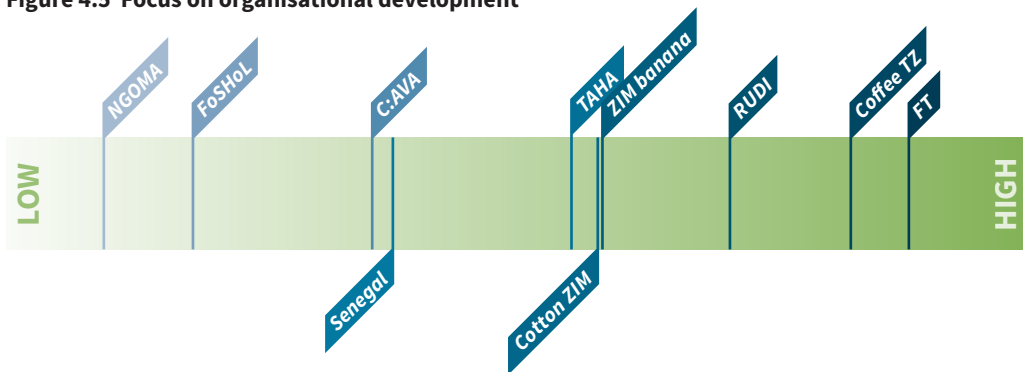 Figure 4.5 Focus on organisational development
NGOMA
FoSHoL
C:AVA
TAHA
ZIM banana
RUDI
Coffee TZ
FT
LOW
HIGH
Senegal
Cotton ZIM